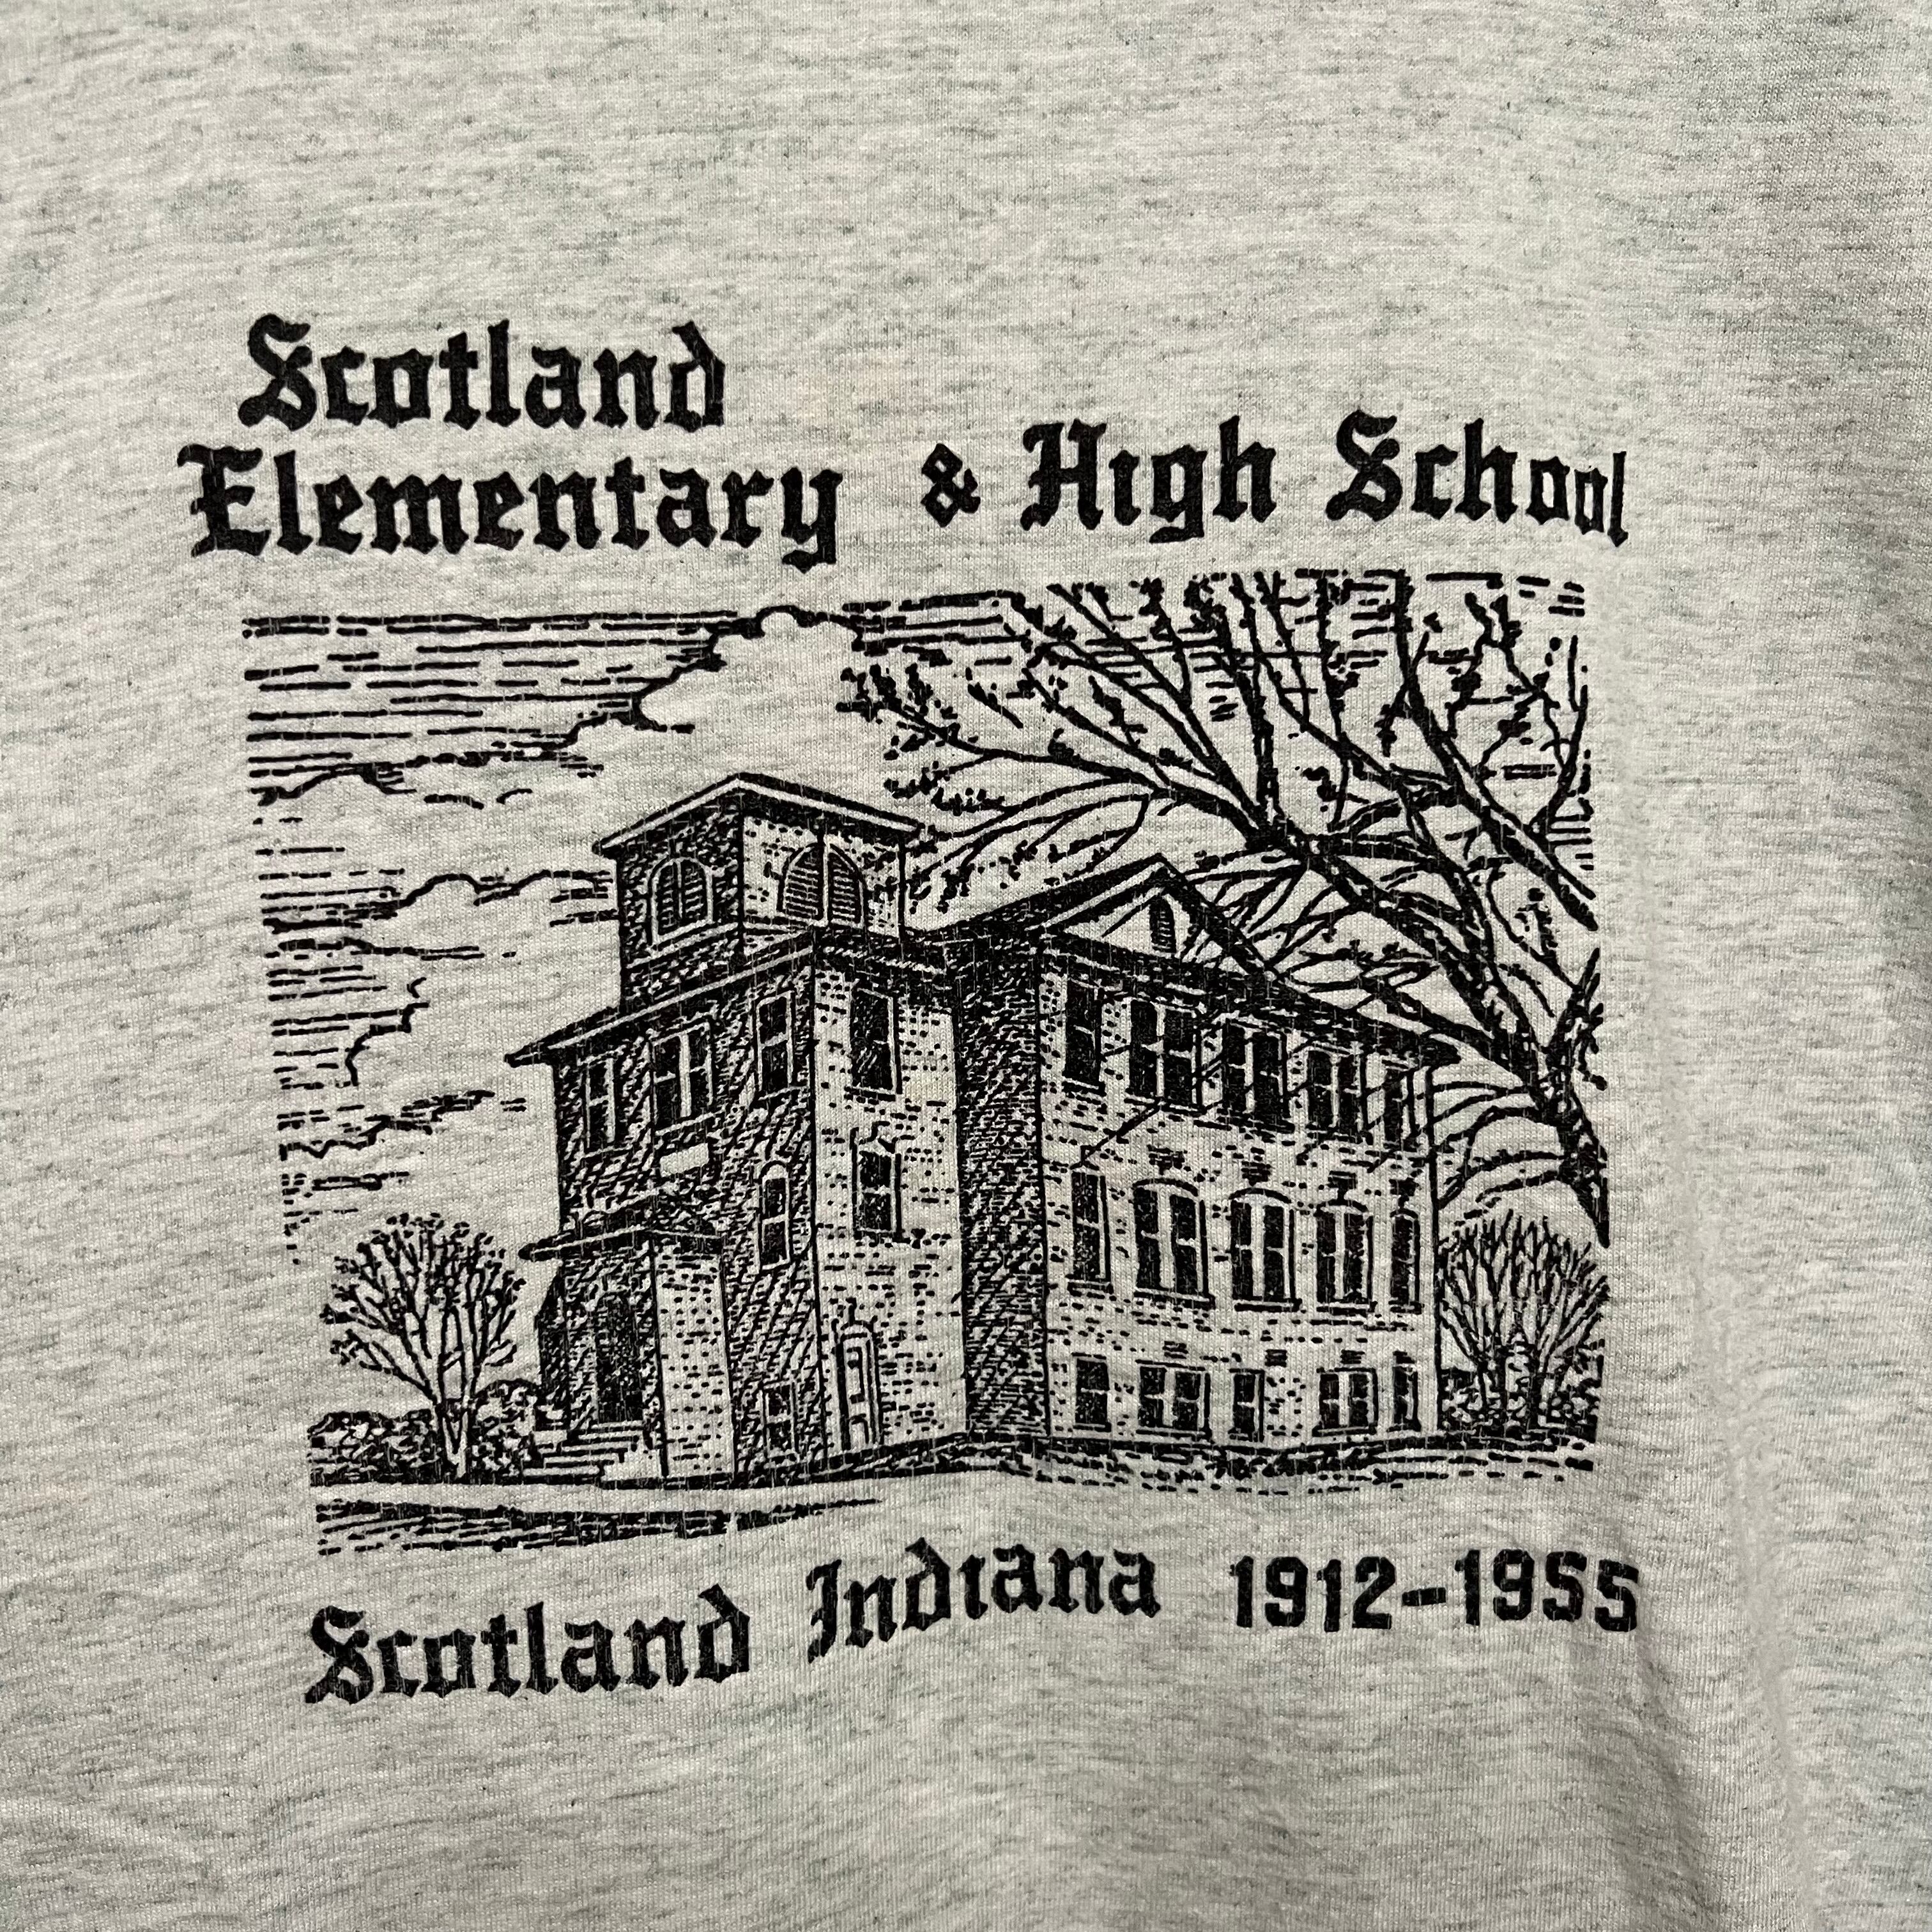 Scotland
Elementary & High School
Scotland Indiana 1912-1955